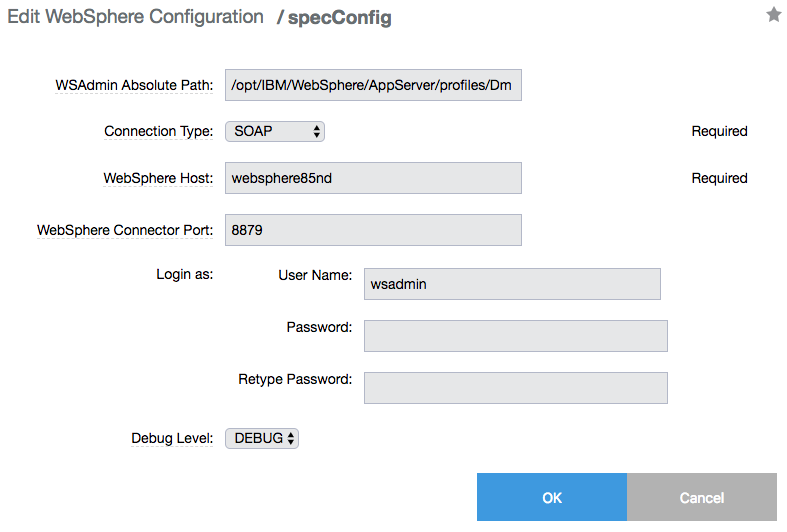 Edit WebSphere Configuration / specConfig
WSAdmin Absolute Path: /opt/IBM/WebSphere/AppServer/profiles/Dm
Connection Type: SOAP Required
WebSphere Host: websphere85nd Required
WebSphere Connector Port: 8879
Login as: User Name: wsadmin
Password:
Retype Password:
Debug Level: DEBUG
OK Cancel